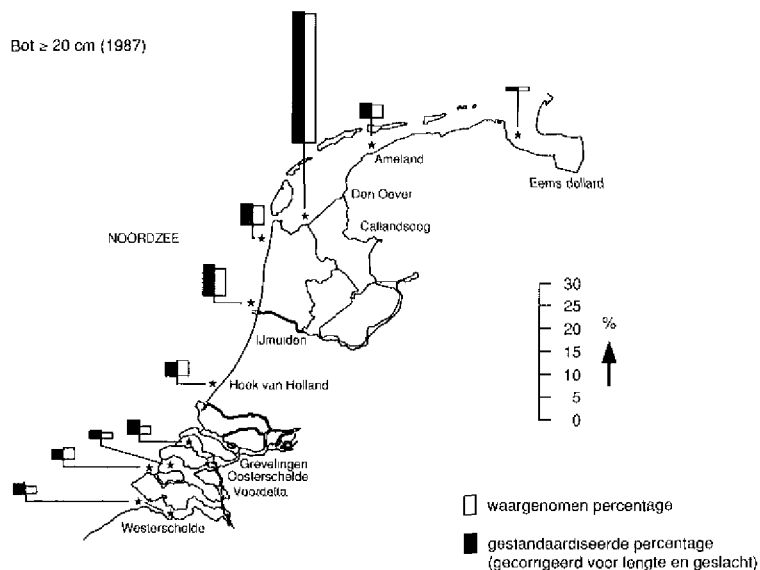 Bot ≥ 20 cm (1987)
Ameland
Eems dollard
Den Oever
Callandsoog
NOORDZEE
IJmuiden
Hoek van Holland
Grevelingen
Oosterschelde
Voordelta
Westerschelde
30
25
20
15
10
5
0
%
waargenomen percentage
gestandaardiseerde percentage
(gecorrigeerd voor lengte en geslacht)